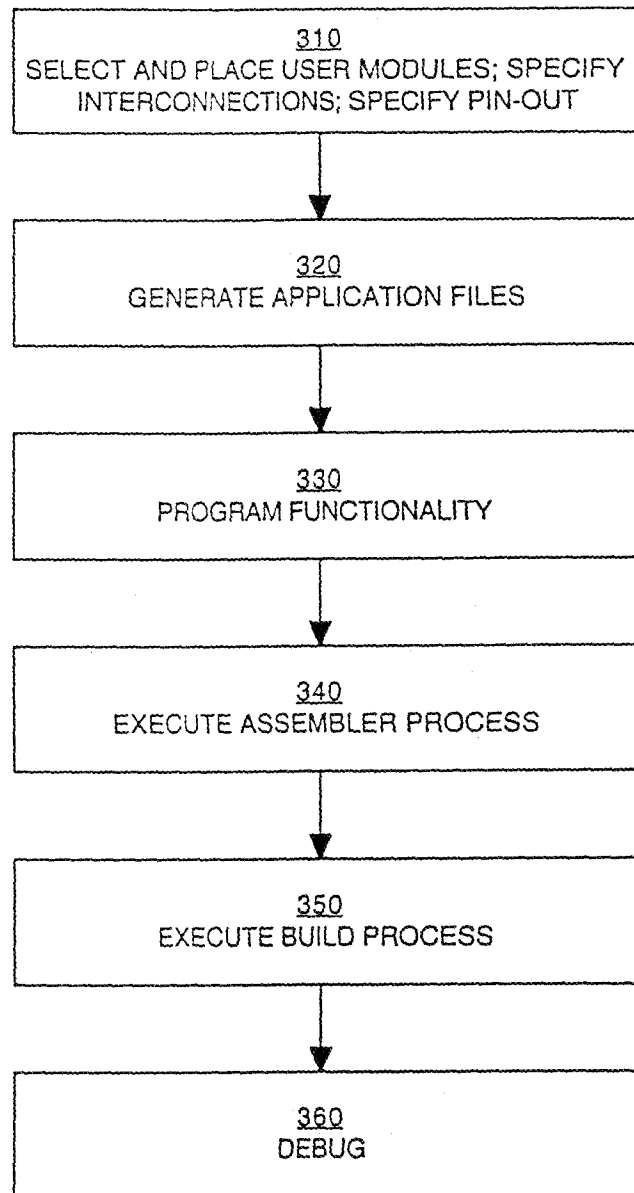 310
SELECT AND PLACE USER MODULES; SPECIFY
INTERCONNECTIONS; SPECIFY PIN-OUT
320
GENERATE APPLICATION FILES
330
PROGRAM FUNCTIONALITY
340
EXECUTE ASSEMBLER PROCESS
350
EXECUTE BUILD PROCESS
360
DEBUG